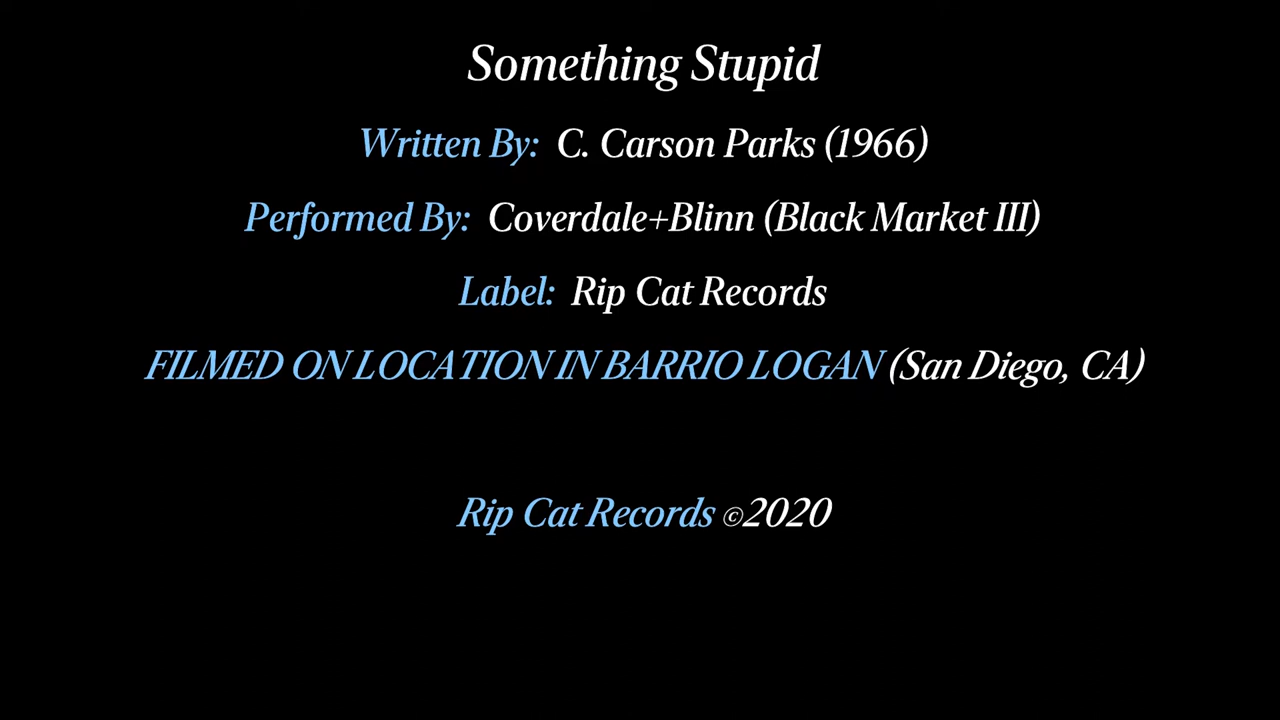 Something Stupid
Written By: C. Carson Parks (1966)
Performed By: Coverdale+Blinn (Black Market III)
Label: Rip Cat Records
FILMED ON LOCATION IN BARRIO LOGAN (San Diego, CA)
Rip Cat Records ©2020